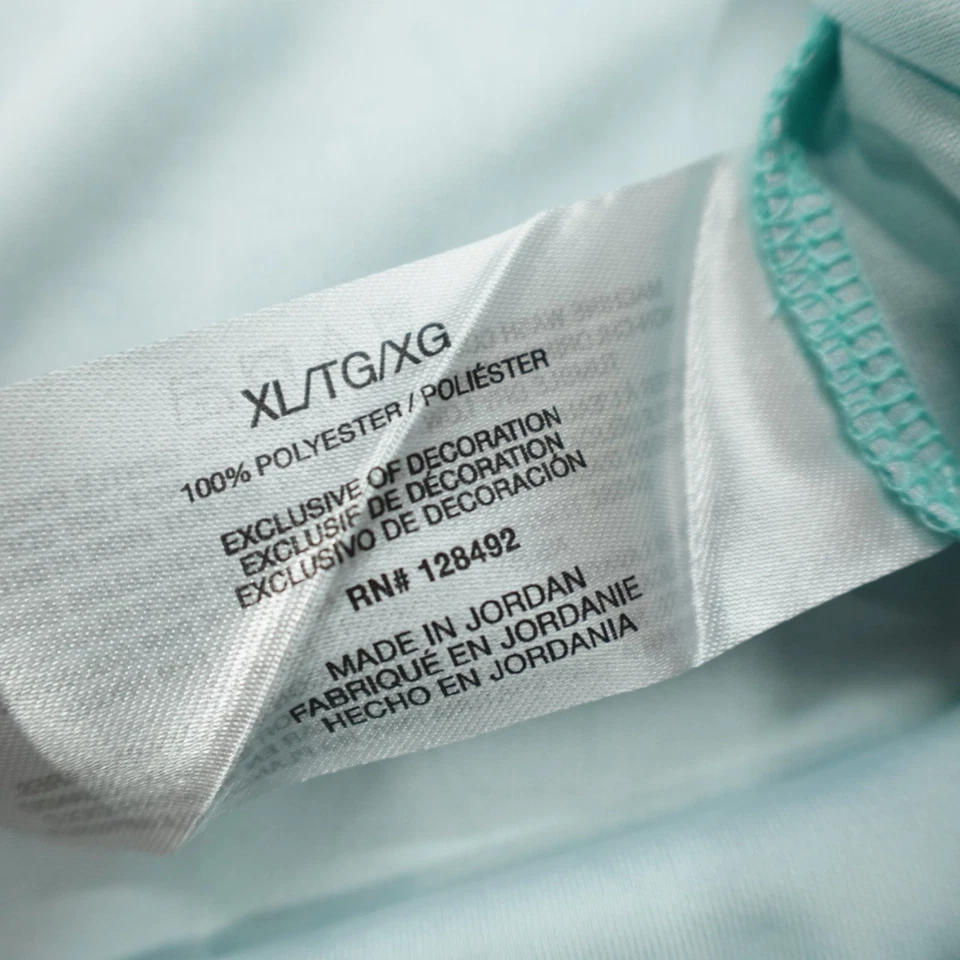 XL/TG/XG
100% POLYESTER / POLIÉSTER
EXCLUSIVE OF DECORATION
EXCLUSIF DE DÉCORATION
EXCLUSIVO DE DECORACIÓN
RN# 128492
MADE IN JORDAN
FABRIQUÉ EN JORDANIE
HECHO EN JORDANIA